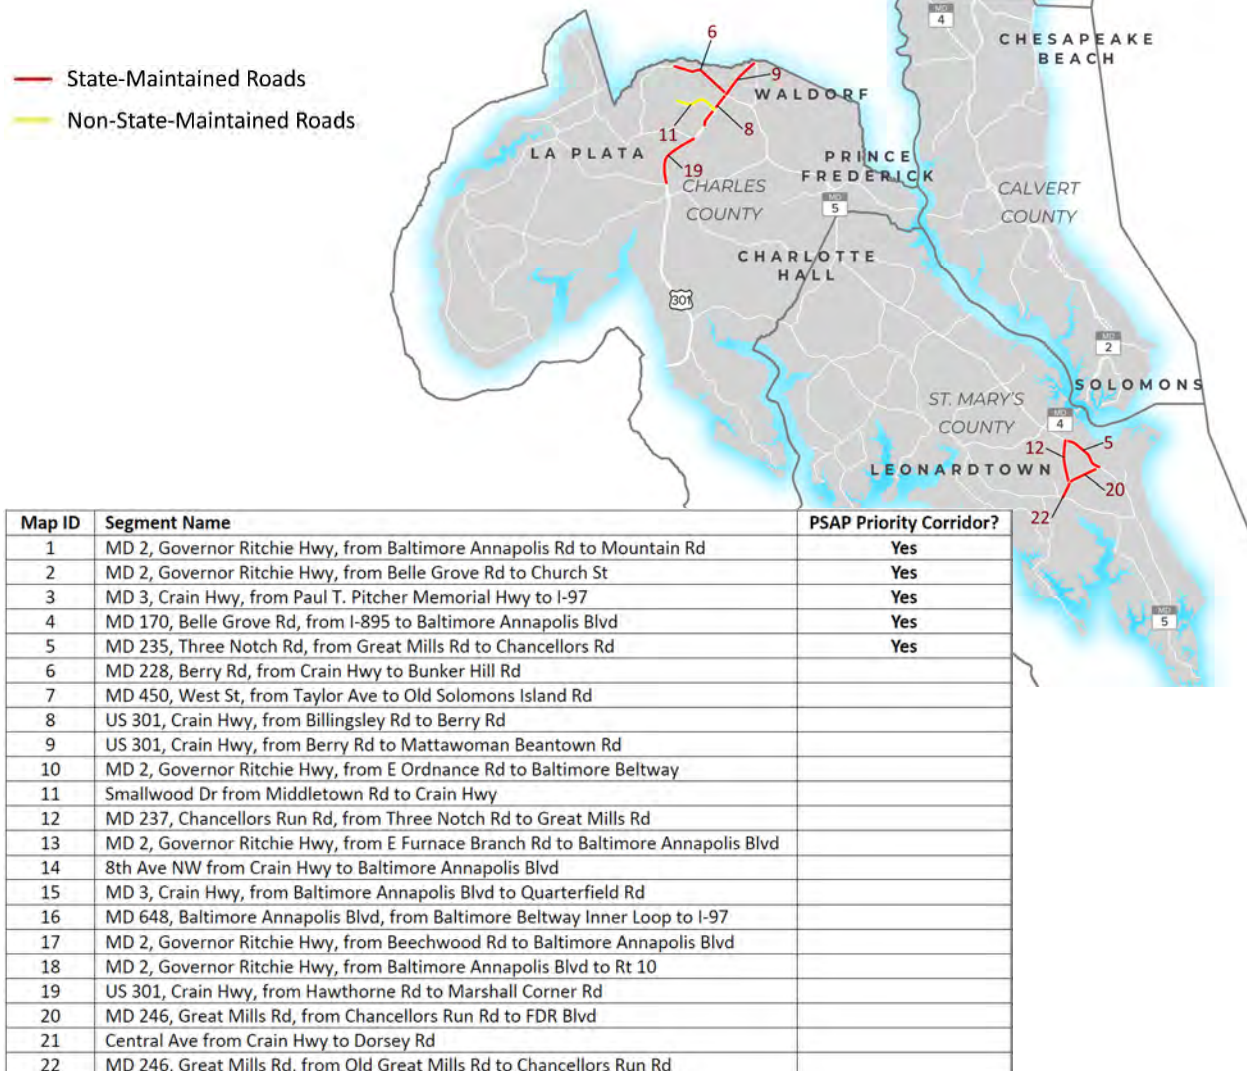 State-Maintained Roads
Non-State-Maintained Roads
MD
4
CHESAPEAKE
BEACH
6
9
WALDORF
11
8
LA PLATA
19
PRINCE
FREDERICK
CHARLES
COUNTY
MD
5
CALVERT
COUNTY
CHARLOTTE
HALL
301
MD
2
SOLOMONS
ST. MARY'S
COUNTY
MD
4
12
5
LEONARDTOWN
20
22
MD
5
Map ID Segment Name PSAP Priority Corridor?
1 MD 2, Governor Ritchie Hwy, from Baltimore Annapolis Rd to Mountain Rd Yes
2 MD 2, Governor Ritchie Hwy, from Belle Grove Rd to Church St Yes
3 MD 3, Crain Hwy, from Paul T. Pitcher Memorial Hwy to I-97 Yes
4 MD 170, Belle Grove Rd, from I-895 to Baltimore Annapolis Blvd Yes
5 MD 235, Three Notch Rd, from Great Mills Rd to Chancellors Rd Yes
6 MD 228, Berry Rd, from Crain Hwy to Bunker Hill Rd
7 MD 450, West St, from Taylor Ave to Old Solomons Island Rd
8 US 301, Crain Hwy, from Billingsley Rd to Berry Rd
9 US 301, Crain Hwy, from Berry Rd to Mattawoman Beantown Rd
10 MD 2, Governor Ritchie Hwy, from E Ordnance Rd to Baltimore Beltway
11 Smallwood Dr from Middletown Rd to Crain Hwy
12 MD 237, Chancellors Run Rd, from Three Notch Rd to Great Mills Rd
13 MD 2, Governor Ritchie Hwy, from E Furnace Branch Rd to Baltimore Annapolis Blvd
14 8th Ave NW from Crain Hwy to Baltimore Annapolis Blvd
15 MD 3, Crain Hwy, from Baltimore Annapolis Blvd to Quarterfield Rd
16 MD 648, Baltimore Annapolis Blvd, from Baltimore Beltway Inner Loop to I-97
17 MD 2, Governor Ritchie Hwy, from Beechwood Rd to Baltimore Annapolis Blvd
18 MD 2, Governor Ritchie Hwy, from Baltimore Annapolis Blvd to Rt 10
19 US 301, Crain Hwy, from Hawthorne Rd to Marshall Corner Rd
20 MD 246, Great Mills Rd, from Chancellors Run Rd to FDR Blvd
21 Central Ave from Crain Hwy to Dorsey Rd
22 MD 246, Great Mills Rd, from Old Great Mills Rd to Chancellors Run Rd